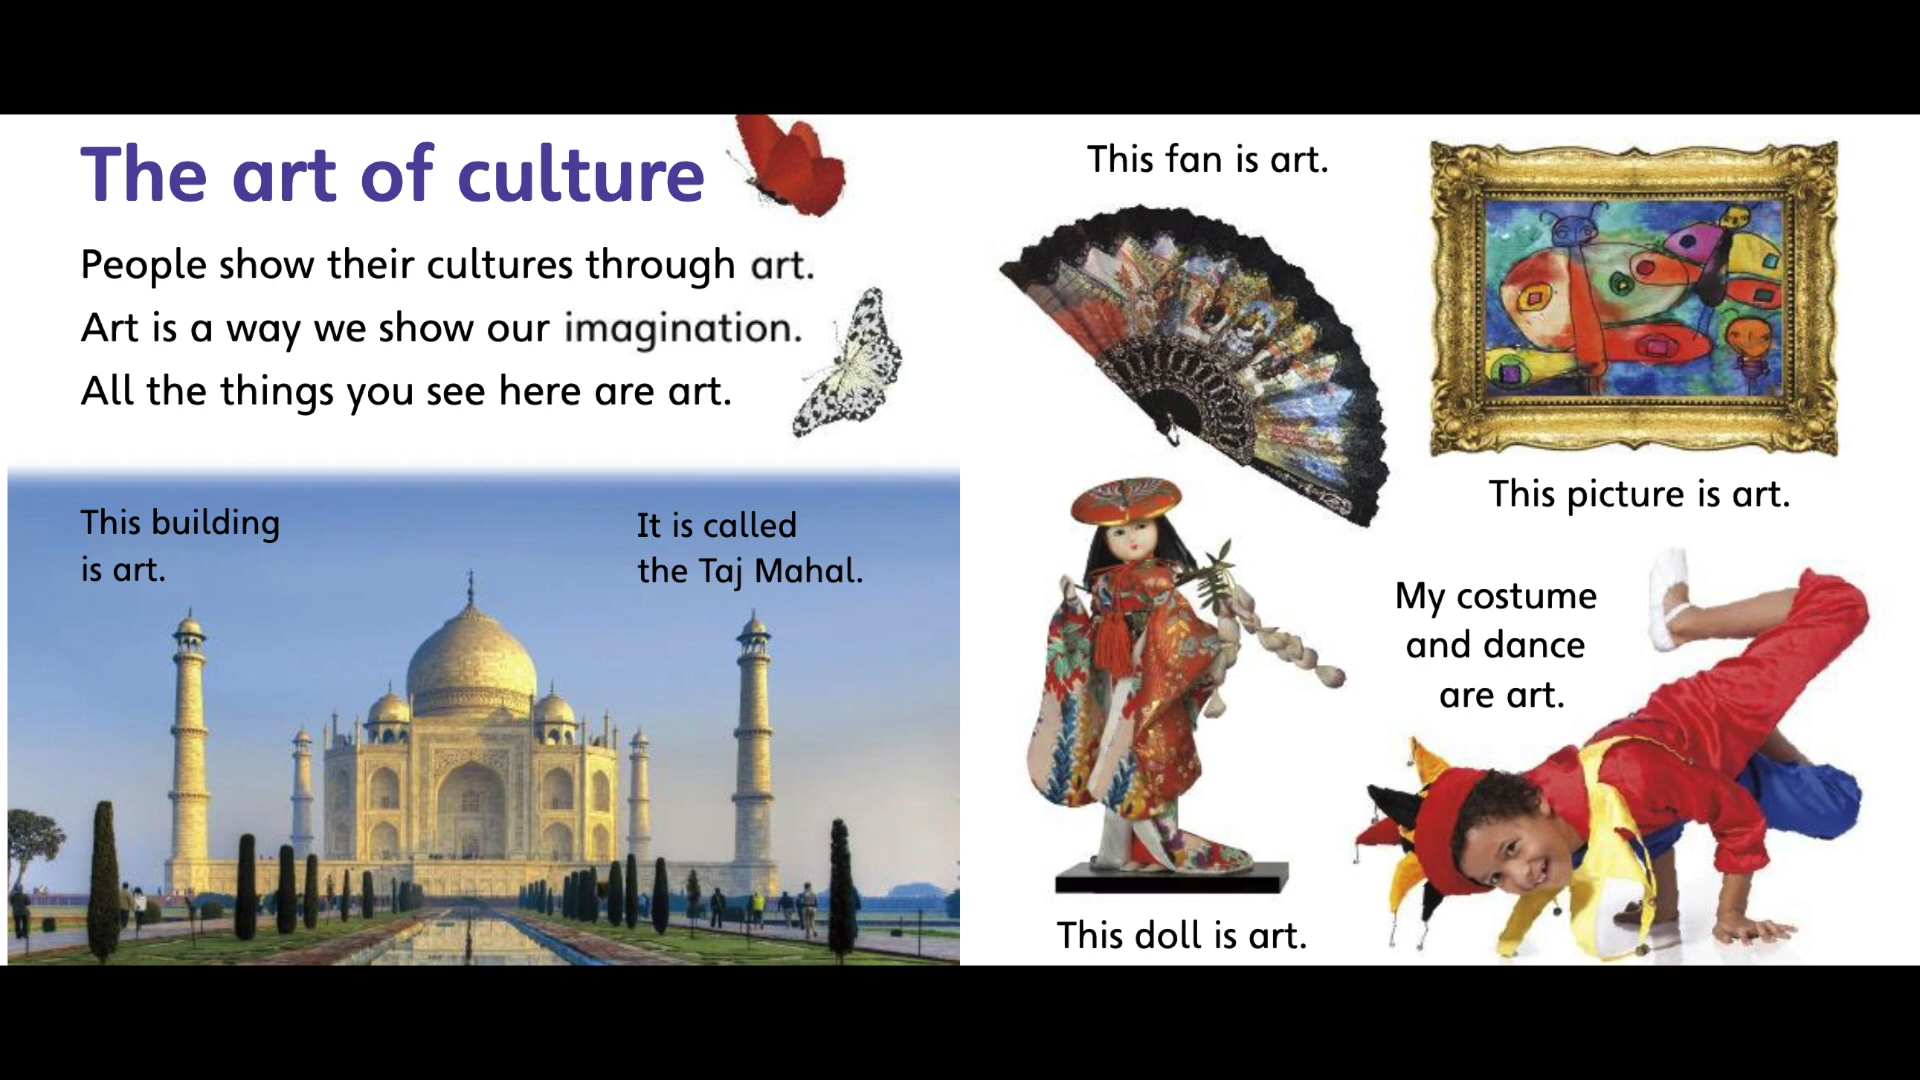 The art of culture
People show their cultures through art.
Art is a way we show our imagination.
All the things you see here are art.
This building
is art.
It is called
the Taj Mahal.
This fan is art.
This picture is art.
My costume
and dance
are art.
This doll is art.